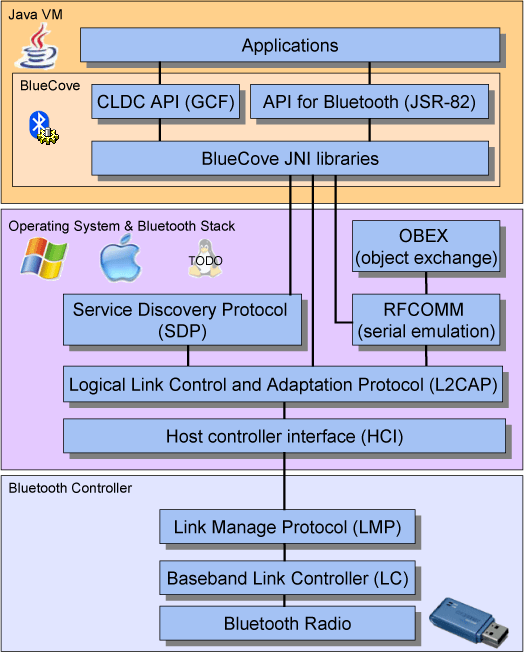 Java VM
Applications
BlueCove
CLDC API (GCF)
API for Bluetooth (JSR-82)
BlueCove JNI libraries
Operating System & Bluetooth Stack
TODO
OBEX
(object exchange)
Service Discovery Protocol
(SDP)
RFCOMM
(serial emulation)
Logical Link Control and Adaptation Protocol (L2CAP)
Host controller interface (HCI)
Bluetooth Controller
Link Manage Protocol (LMP)
Baseband Link Controller (LC)
Bluetooth Radio